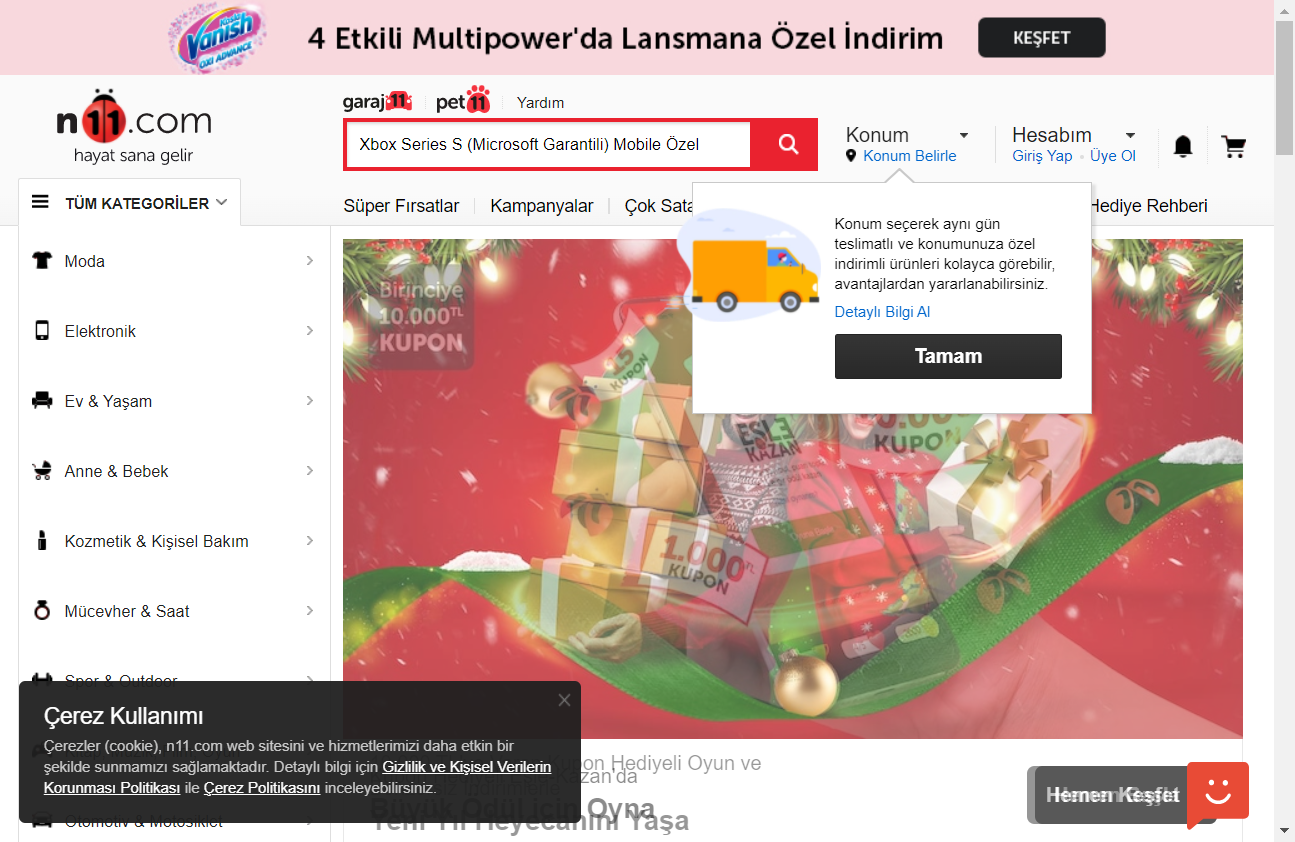 Vanish
OXI ADVANCE
4 Etkili Multipower'da Lansmana Özel İndirim
KEŞFET
n11.com
hayat sana gelir
garaj11
pet11
Yardım
Xbox Series S (Microsoft Garantili) Mobile Özel
Konum
Konum Belirle
Hesabım
Giriş Yap
Üye Ol
TÜM KATEGORİLER
Süper Fırsatlar
Kampanyalar
Çok Sata
Hediye Rehberi
Konum seçerek aynı gün
teslimatlı ve konumunuza özel
indirimli ürünleri kolayca görebilir,
avantajlardan yararlanabilirsiniz.
Detaylı Bilgi Al
Tamam
Moda
Elektronik
Ev & Yaşam
Anne & Bebek
Kozmetik & Kişisel Bakım
Mücevher & Saat
Spor & Outdoor
Otomotiv & Motosiklet
Birinciye
10.000TL
KUPON
KUPON
EŞLE
KAZAN
KUPON
1.000TL
KUPON
Çerez Kullanımı
Çerezler (cookie), n11.com web sitesini ve hizmetlerimizi daha etkin bir
şekilde sunmamızı sağlamaktadır. Detaylı bilgi için Gizlilik ve Kişisel Verilerin
Korunması Politikası ile Çerez Politikasını inceleyebilirsiniz.
Kupon Hediyeli Oyun ve
Kazan'da
Büyük Ödül için Oyna
Yeni Yıl Heyecanını Yaşa
Hemen Keşfet